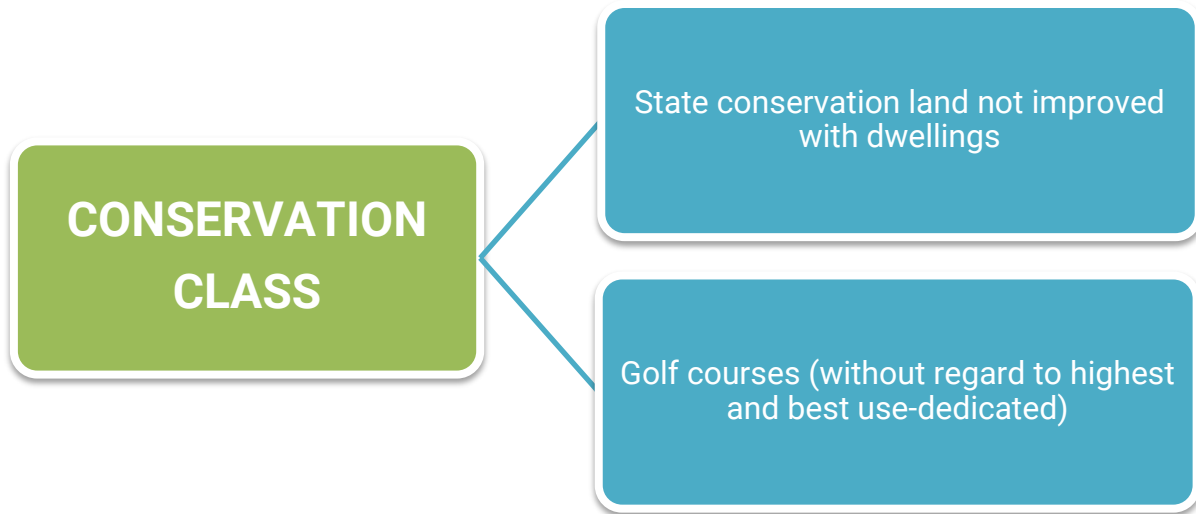 CONSERVATION
CLASS
State conservation land not improved
with dwellings
Golf courses (without regard to highest
and best use-dedicated)